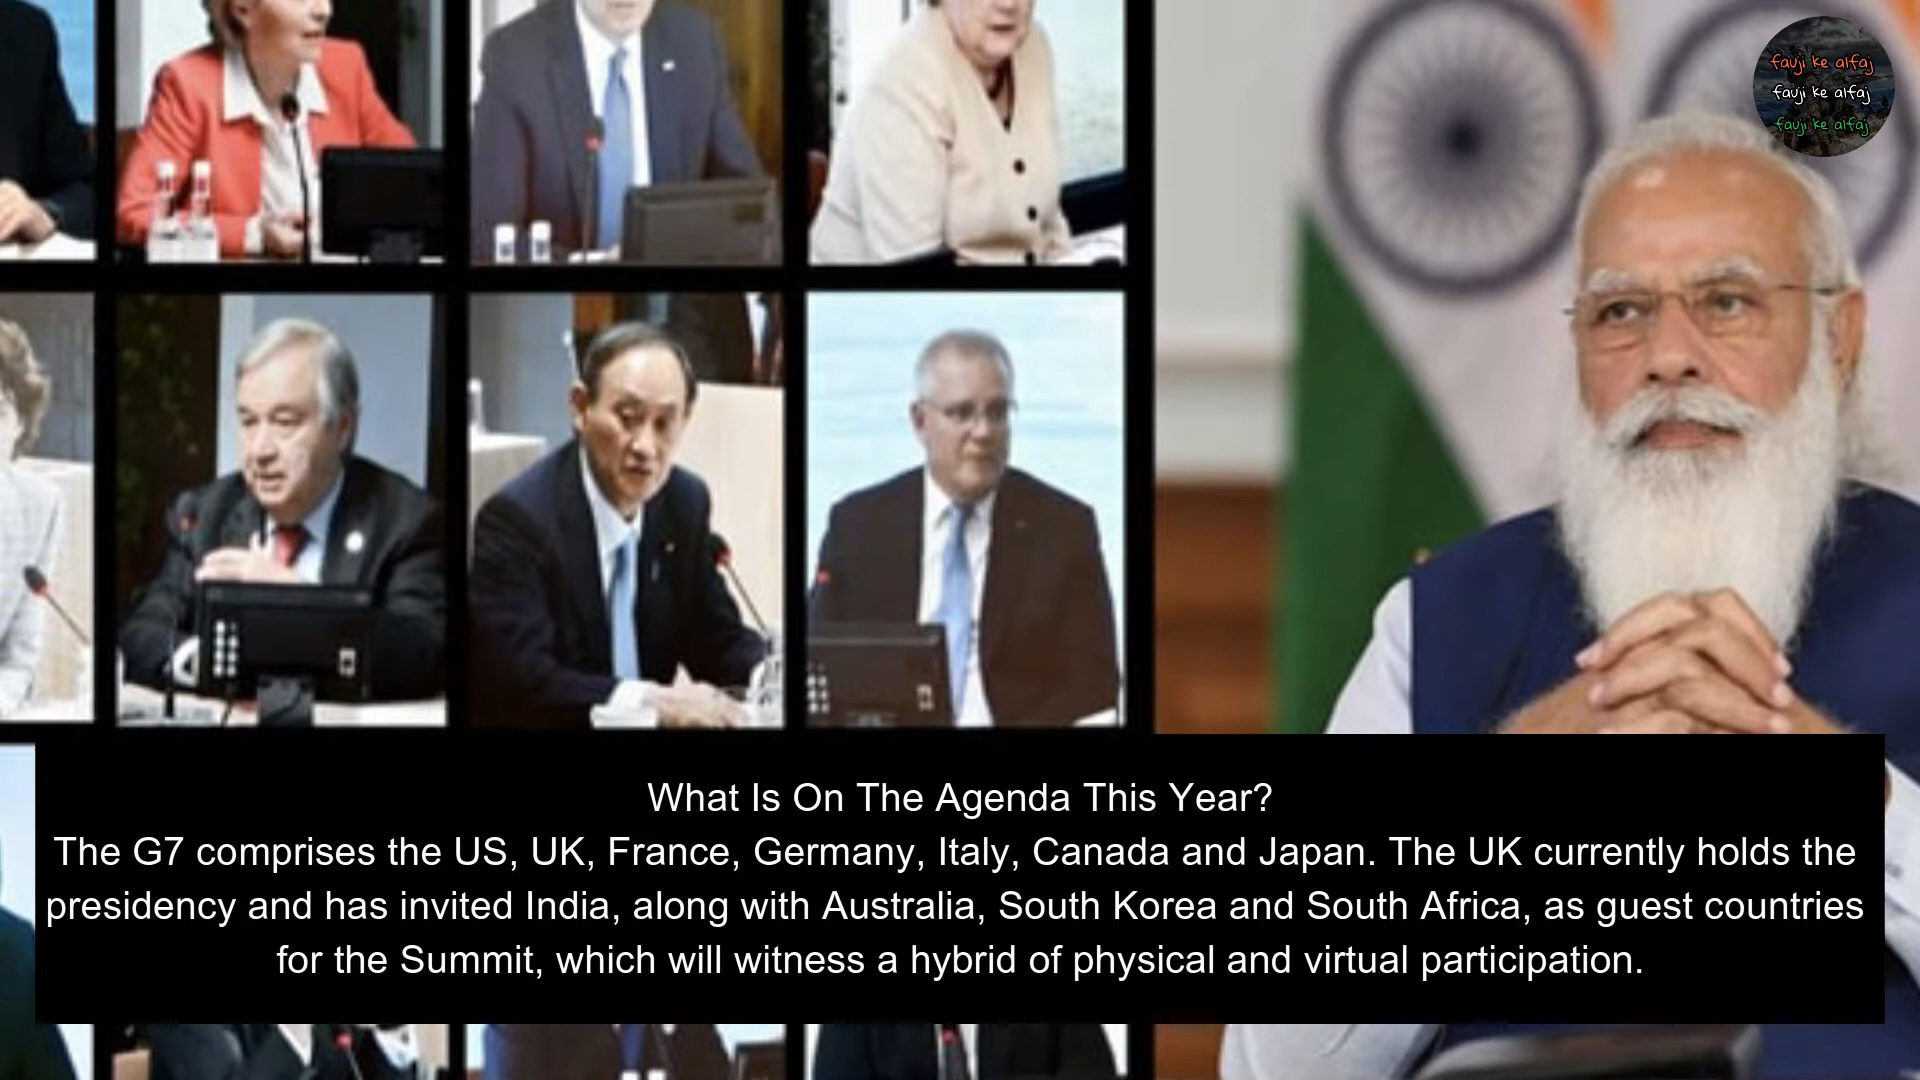 fauji ke alfaj
fauji ke alfaj
fauji ke alfaj
What Is On The Agenda This Year?
The G7 comprises the US, UK, France, Germany, Italy, Canada and Japan. The UK currently holds the
presidency and has invited India, along with Australia, South Korea and South Africa, as guest countries
for the Summit, which will witness a hybrid of physical and virtual participation.